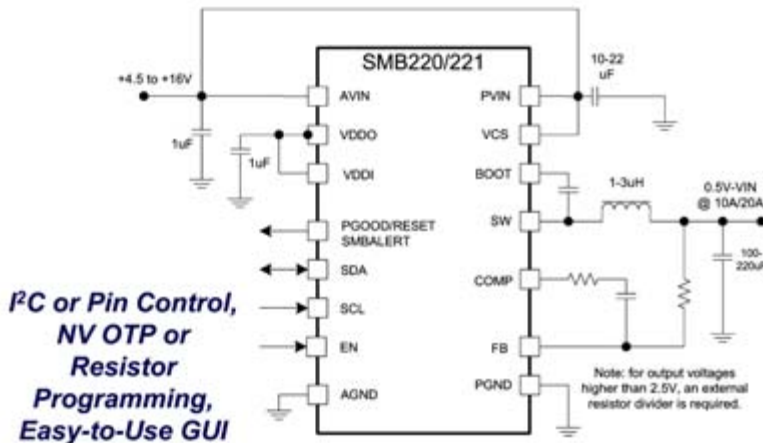 SMB220/221
+4.5 to +16V
10-22
uF
AVIN
PVIN
1uF
VDDO
VCS
1uF
VDDI
BOOT
1-3uH
0.5V-VIN
@ 10A/20A
SW
PGOOD/RESET
SMBALERT
100-
220uF
SDA
COMP
SCL
EN
FB
AGND
PGND
I²C or Pin Control,
NV OTP or
Resistor
Programming,
Easy-to-Use GUI
Note: for output voltages
higher than 2.5V, an external
resistor divider is required.